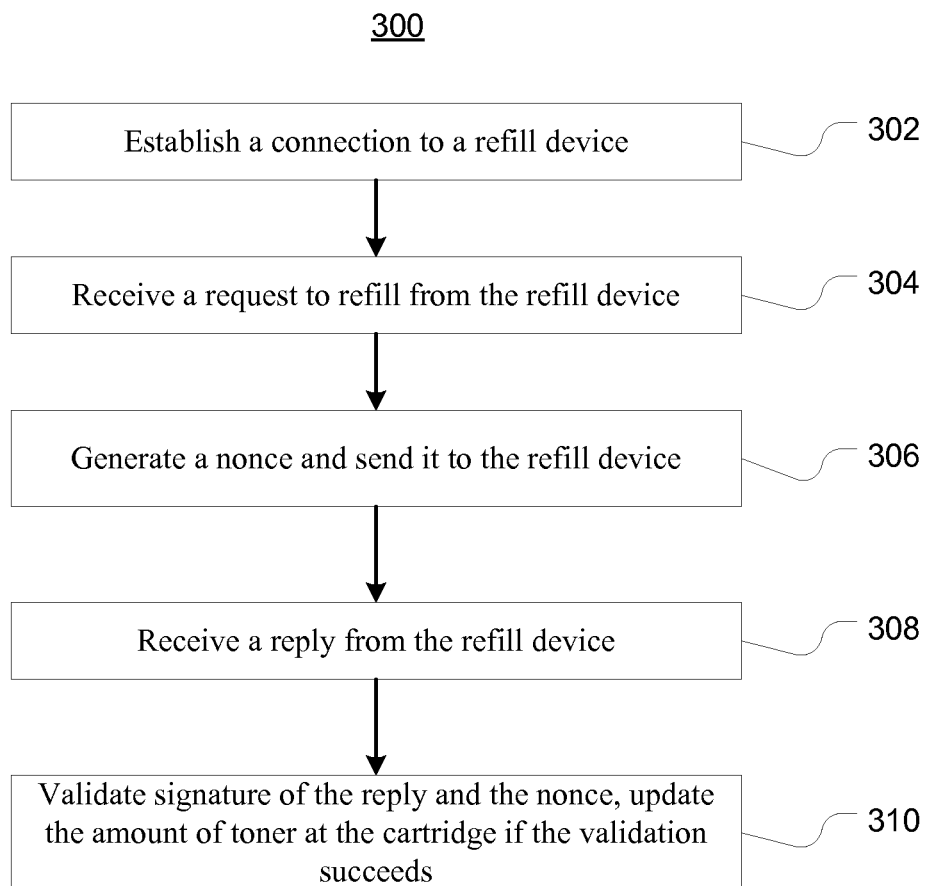 300
Establish a connection to a refill device
302
Receive a request to refill from the refill device
304
Generate a nonce and send it to the refill device
306
Receive a reply from the refill device
308
Validate signature of the reply and the nonce, update
the amount of toner at the cartridge if the validation
succeeds
310